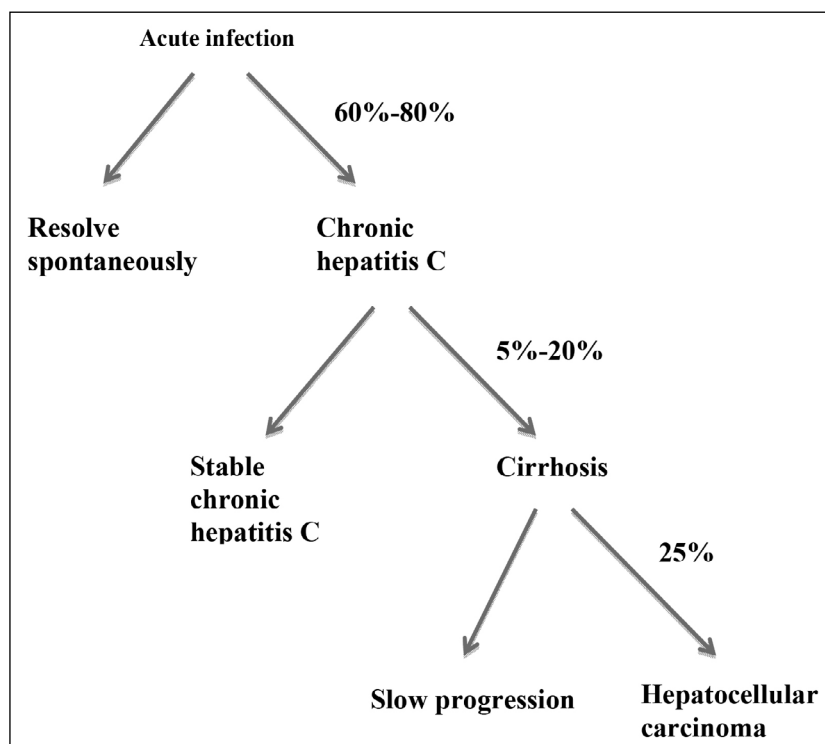 Acute infection
60%-80%
Resolve
spontaneously
Chronic
hepatitis C
5%-20%
Stable
chronic
hepatitis C
Cirrhosis
25%
Slow progression
Hepatocellular
carcinoma